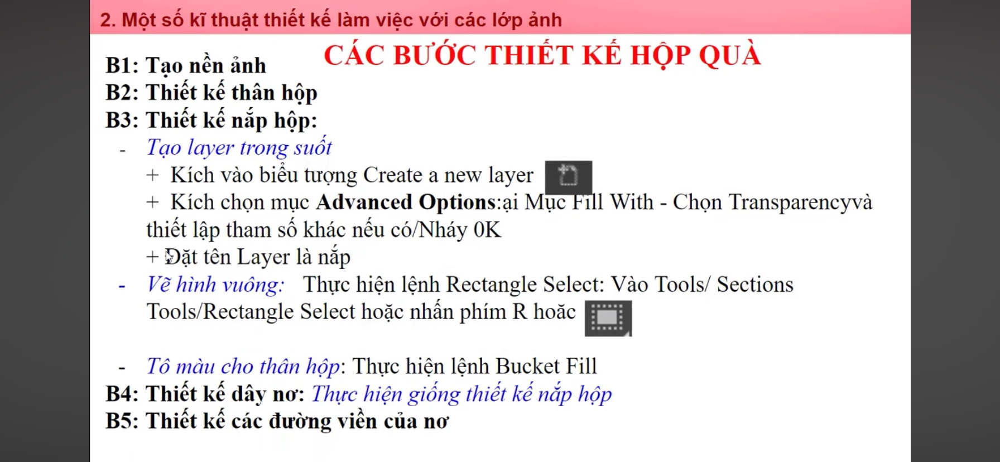 2. Một số kĩ thuật thiết kế làm việc với các lớp ảnh
CÁC BƯỚC THIẾT KẾ HỘP QUÀ
B1: Tạo nền ảnh
B2: Thiết kế thân hộp
B3: Thiết kế nắp hộp:
- Tạo layer trong suốt
+ Kích vào biểu tượng Create a new layer
+ Kích chọn mục Advanced Options:ại Mục Fill With - Chọn Transparencyvà
thiết lập tham số khác nếu có/Nháy 0K
+ Đặt tên Layer là nắp
- Vẽ hình vuông: Thực hiện lệnh Rectangle Select: Vào Tools/ Sections
Tools/Rectangle Select hoặc nhấn phím R hoăc
- Tô màu cho thân hộp: Thực hiện lệnh Bucket Fill
B4: Thiết kế dây nơ: Thực hiện giống thiết kế nắp hộp
B5: Thiết kế các đường viền của nơ